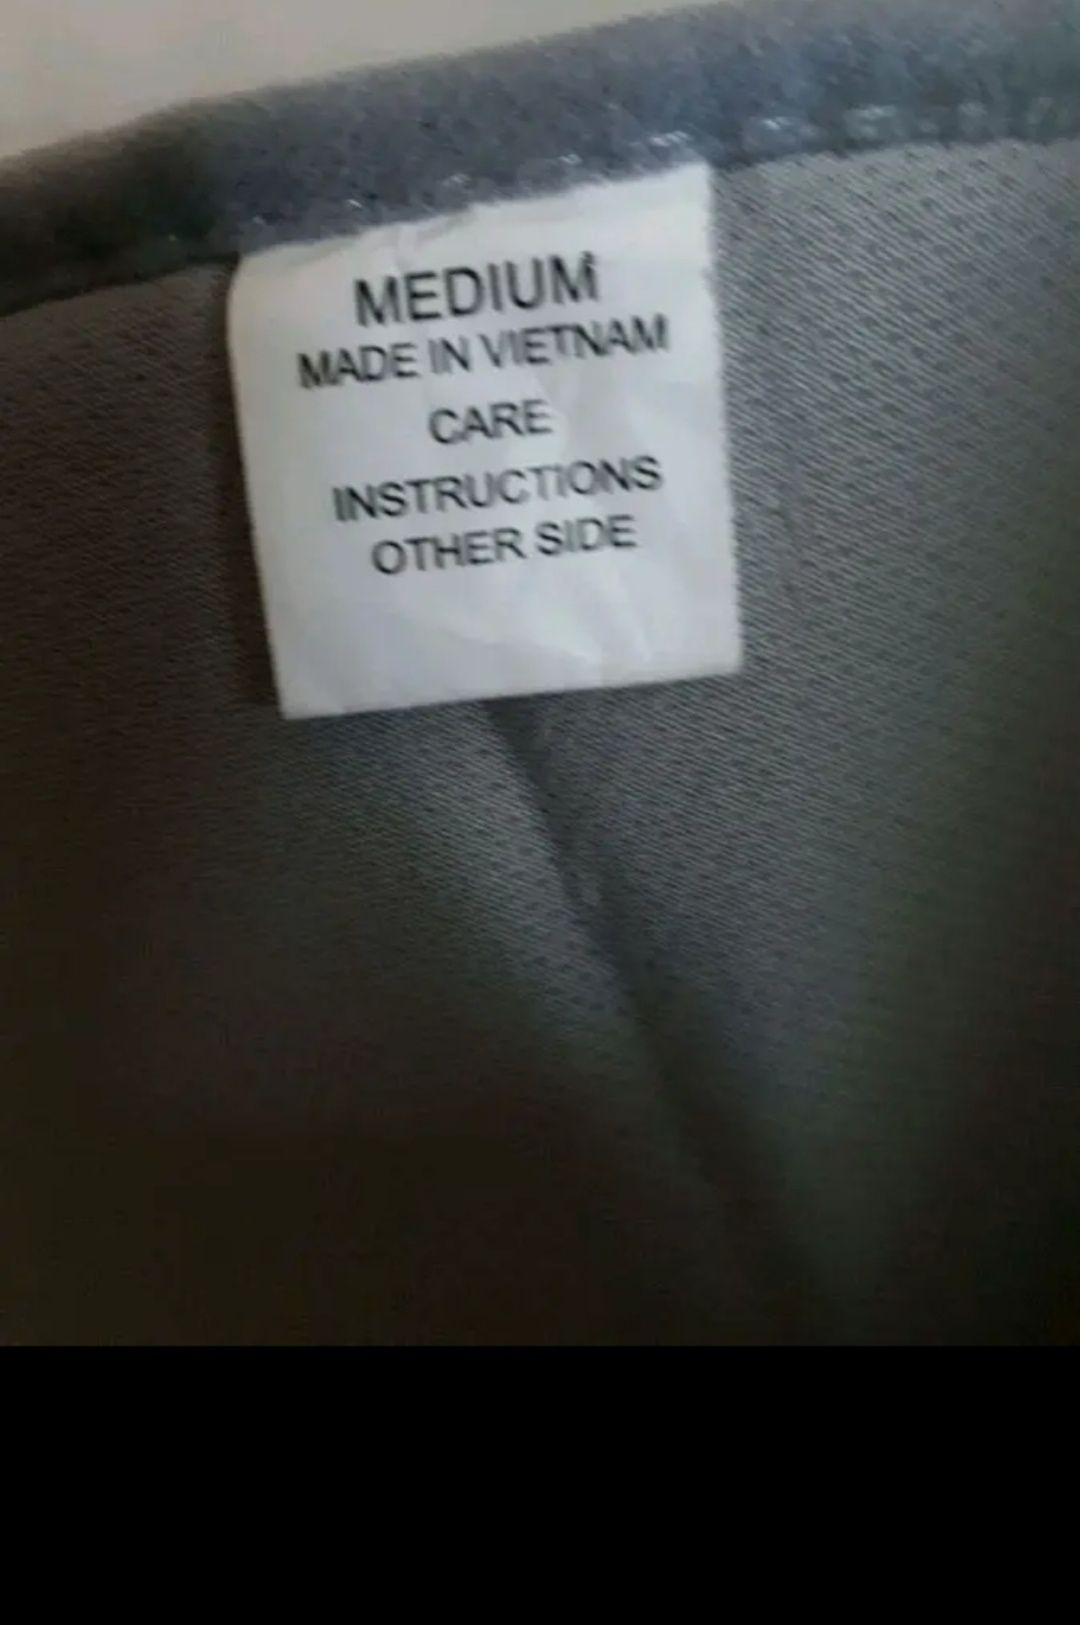 MEDIUM
MADE IN VIETNAM
CARE
INSTRUCTIONS
OTHER SIDE